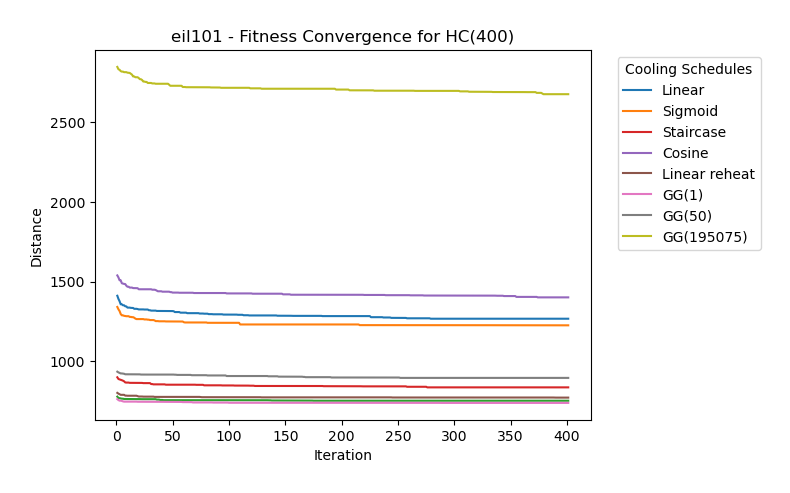 eil101 - Fitness Convergence for HC(400)
Distance
2500
2000
1500
1000
0
50
100
150
200
250
300
350
400
Iteration
Cooling Schedules
Linear
Sigmoid
Staircase
Cosine
Linear reheat
GG(1)
GG(50)
GG(195075)